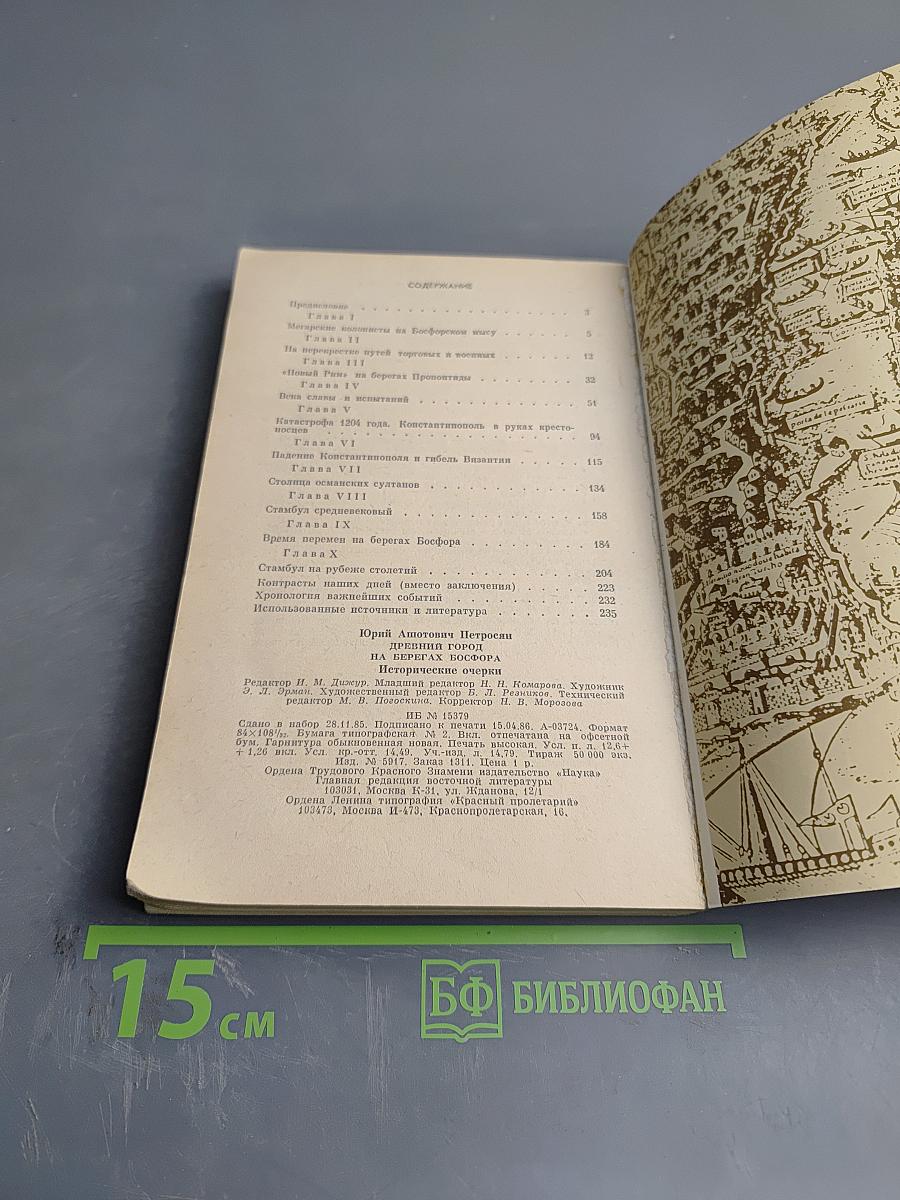 СОДЕРЖАНИЕ
Предисловие . . . . . . . . . . . . . . . . 3
Глава I
Мегарские колонисты на Босфорском мысу . . . . . 5
Глава II
На перекрестке путей торговых и военных . . . . . . 12
Глава III
«Новый Рим» на берегах Пропонтиды . . . . . . . 32
Глава IV
Века славы и испытаний . . . . . . . . . . . . 51
Глава V
Катастрофа 1204 года. Константинополь в руках кресто-
носцев . . . . . . . . . . . . . . . . . . 94
Глава VI
Падение Константинополя и гибель Византии . . . . . 115
Глава VII
Столица османских султанов . . . . . . . . . . 134
Глава VIII
Стамбул средневековый . . . . . . . . . . . . 158
Глава IX
Время перемен на берегах Босфора . . . . . . . . 184
Глава X
Стамбул на рубеже столетий . . . . . . . . . . 204
Контрасты наших дней (вместо заключения) . . . . . 223
Хронология важнейших событий . . . . . . . . . 232
Использованные источники и литература . . . . . . 235
Юрий Ашотович Петросян
ДРЕВНИЙ ГОРОД
НА БЕРЕГАХ БОСФОРА
Исторические очерки
Редактор И. М. Дижур. Младший редактор Н. Н. Комарова. Художник
Э. Л. Эрман. Художественный редактор Б. Л. Резников. Технический
редактор М. В. Погоскина. Корректор Н. В. Морозова
ИБ № 15379
Сдано в набор 28.11.85. Подписано к печати 15.04.86. А-03724. Формат
84×108¹/₃₂. Бумага типографская № 2. Вкл. отпечатана на офсетной
бум. Гарнитура обыкновенная новая. Печать высокая. Усл. п. л. 12,6+
+1,26 вкл. Усл. кр.-отт. 14,49. Уч.-изд. л. 14,79. Тираж 50 000 экз.
Изд. № 5917. Заказ 1311. Цена 1 р.
Ордена Трудового Красного Знамени издательство «Наука»
Главная редакция восточной литературы
103031, Москва К-31, ул. Жданова, 12/1
Ордена Ленина типография «Красный пролетарий»
103473, Москва И-473, Краснопролетарская, 16.
15 см
БФ БИБЛИОФАН